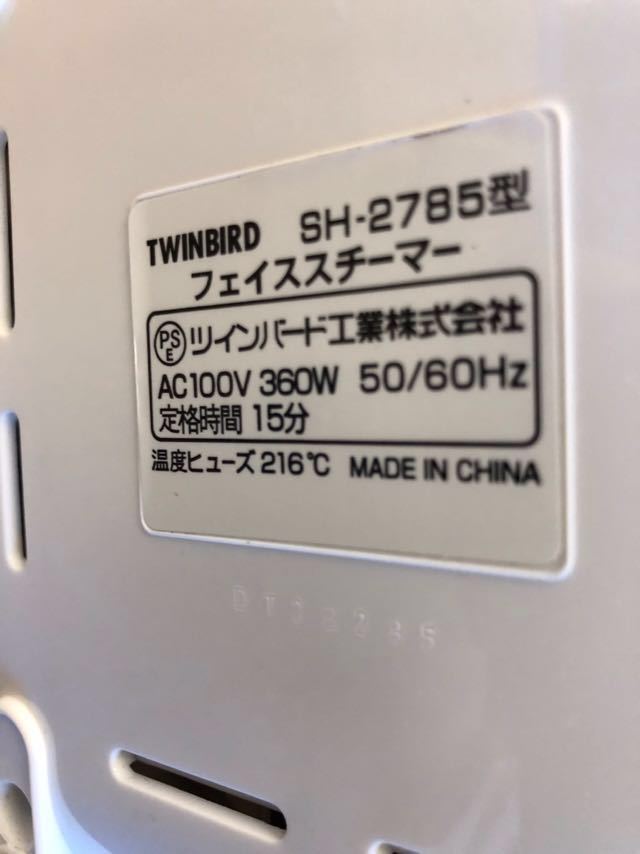 TWINBIRD SH-2785型
フェイススチーマー
PSE ツインバード工業株式会社
AC100V 360W 50/60Hz
定格時間 15分
温度ヒューズ 216℃ MADE IN CHINA